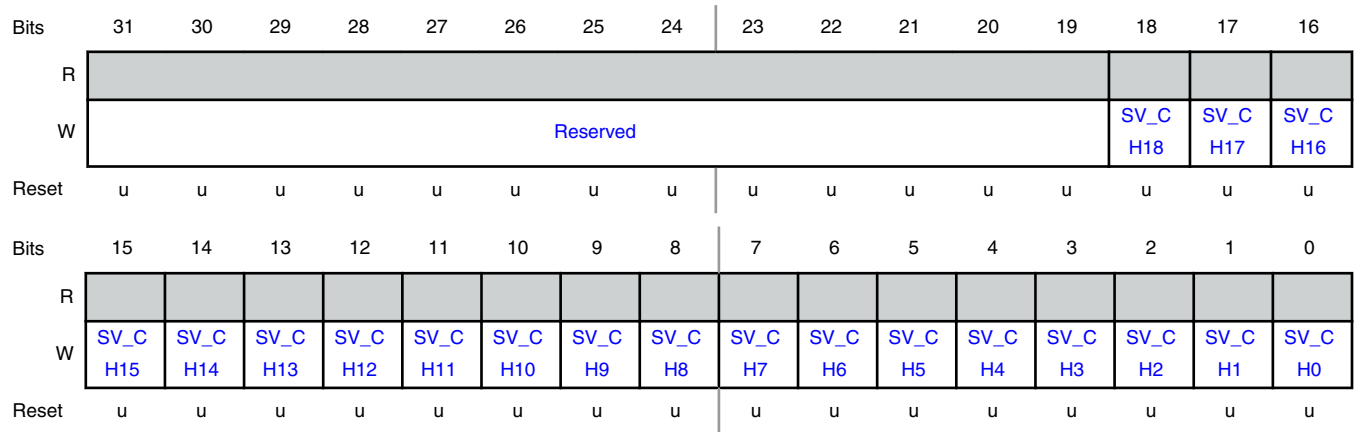 Bits 31 30 29 28 27 26 25 24 23 22 21 20 19 18 17 16
R
W Reserved SV_C H18 SV_C H17 SV_C H16
Reset u u u u u u u u u u u u u u u u
Bits 15 14 13 12 11 10 9 8 7 6 5 4 3 2 1 0
R
W SV_C H15 SV_C H14 SV_C H13 SV_C H12 SV_C H11 SV_C H10 SV_C H9 SV_C H8 SV_C H7 SV_C H6 SV_C H5 SV_C H4 SV_C H3 SV_C H2 SV_C H1 SV_C H0
Reset u u u u u u u u u u u u u u u u